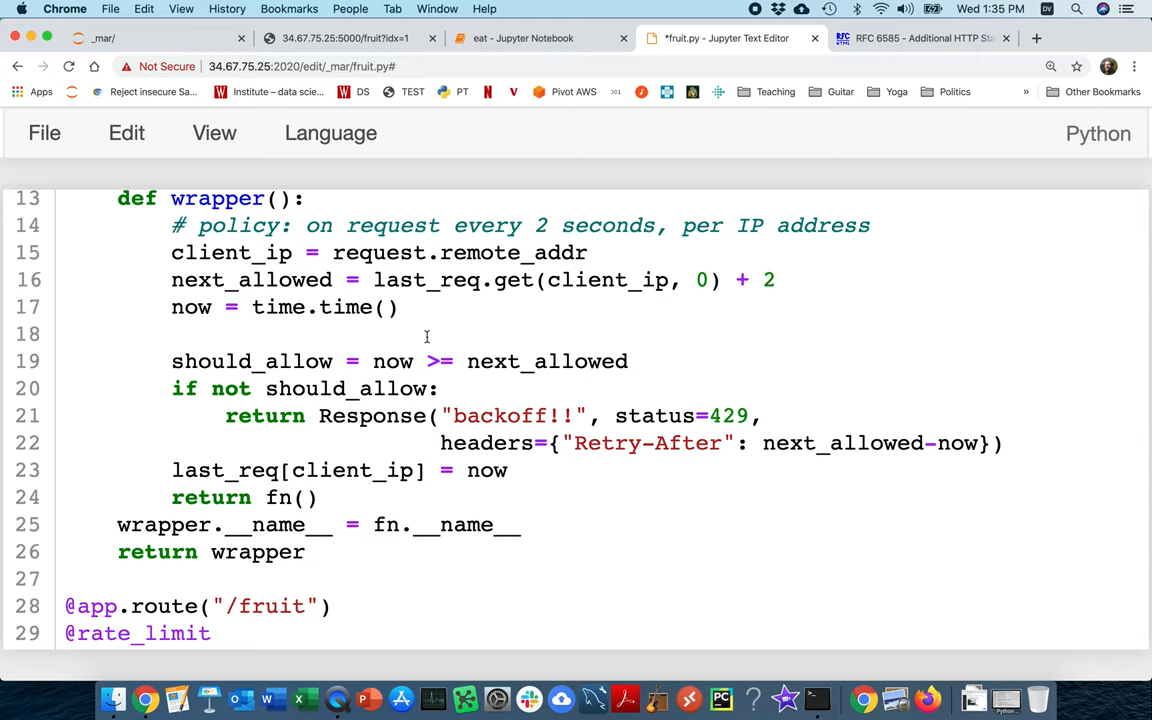 Chrome File Edit View History Bookmarks People Tab Window Help Wed 1:35 PM DV
_mar/ 34.67.75.25:5000/fruit?idx=1 eat - Jupyter Notebook *fruit.py - Jupyter Text Editor RFC HTML RFC 6585 - Additional HTTP Sta
Not Secure 34.67.75.25:2020/edit/_mar/fruit.py#
Apps Reject insecure Sa... Institute – data scie... DS TEST PT Pivot AWS 301 Teaching Guitar Yoga Politics » Other Bookmarks
File Edit View Language Python
13 def wrapper():
14 # policy: on request every 2 seconds, per IP address
15 client_ip = request.remote_addr
16 next_allowed = last_req.get(client_ip, 0) + 2
17 now = time.time()
18
19 should_allow = now >= next_allowed
20 if not should_allow:
21 return Response("backoff!!", status=429,
22 headers={"Retry-After": next_allowed-now})
23 last_req[client_ip] = now
24 return fn()
25 wrapper.__name__ = fn.__name__
26 return wrapper
27
28 @app.route("/fruit")
29 @rate_limit